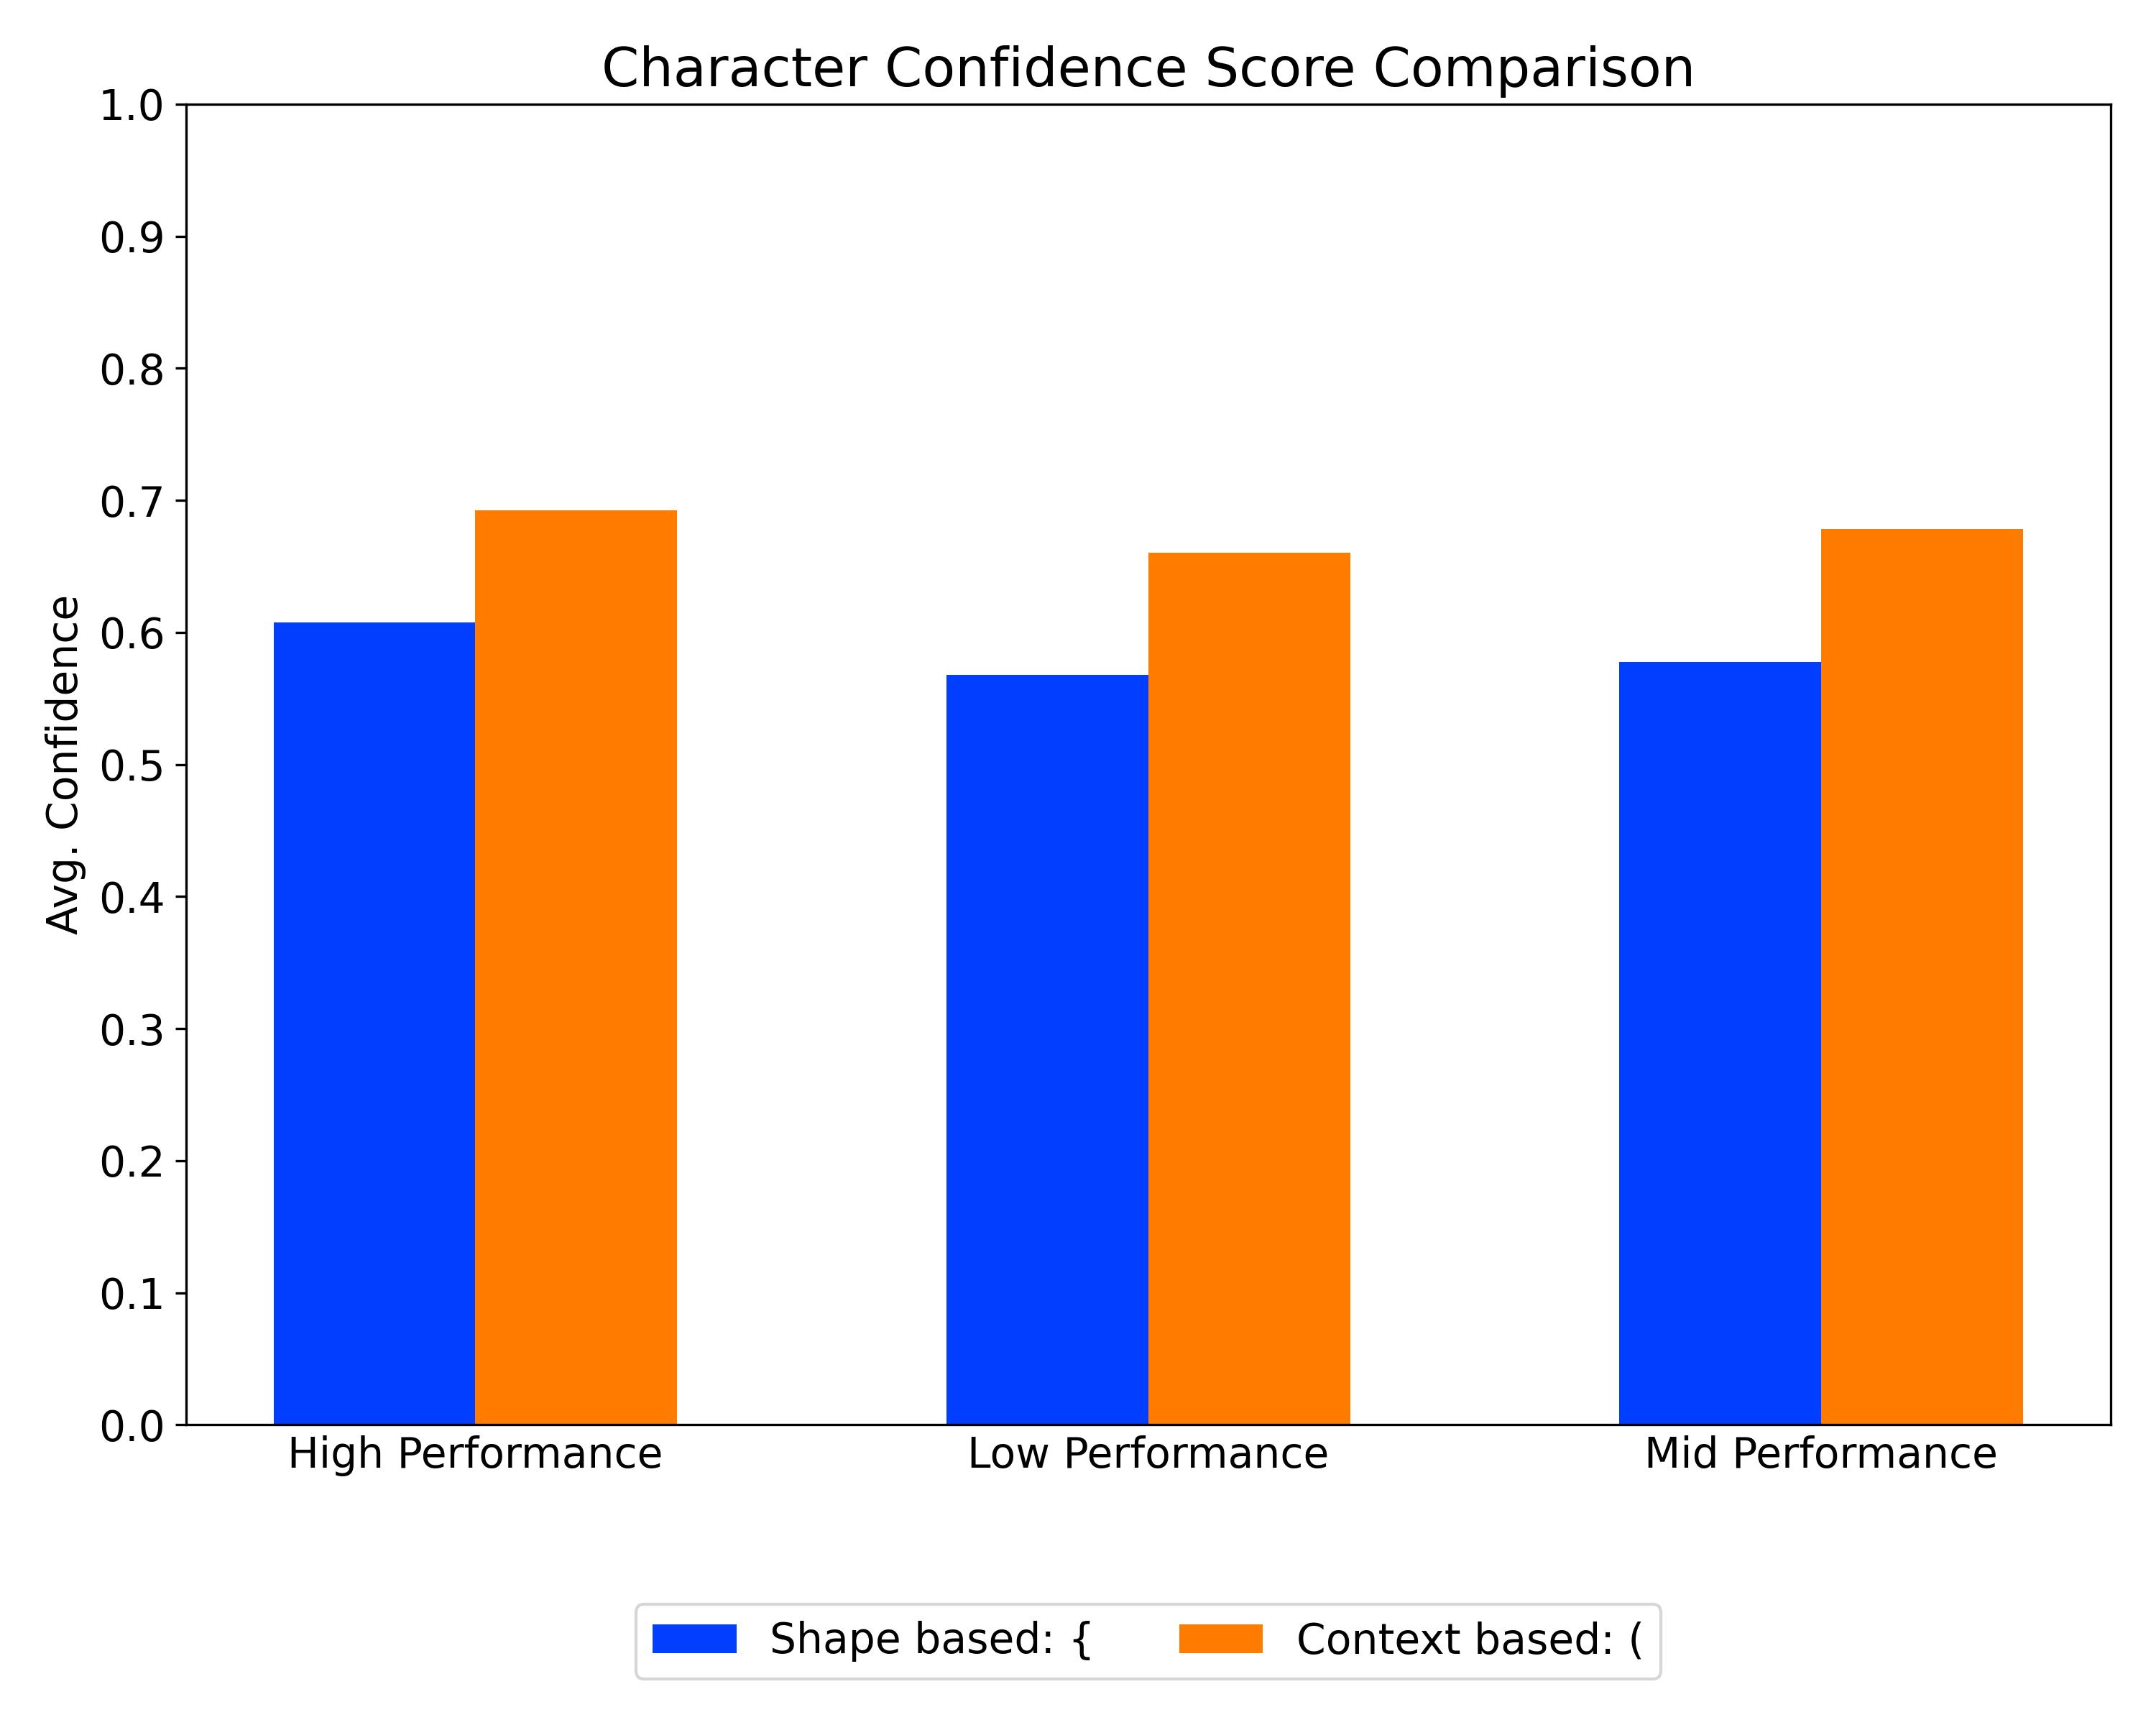 Character Confidence Score Comparison
1.0
0.9
0.8
0.7
0.6
0.5
0.4
0.3
0.2
0.1
0.0
Avg. Confidence
High Performance Low Performance Mid Performance
Shape based: { Context based: (